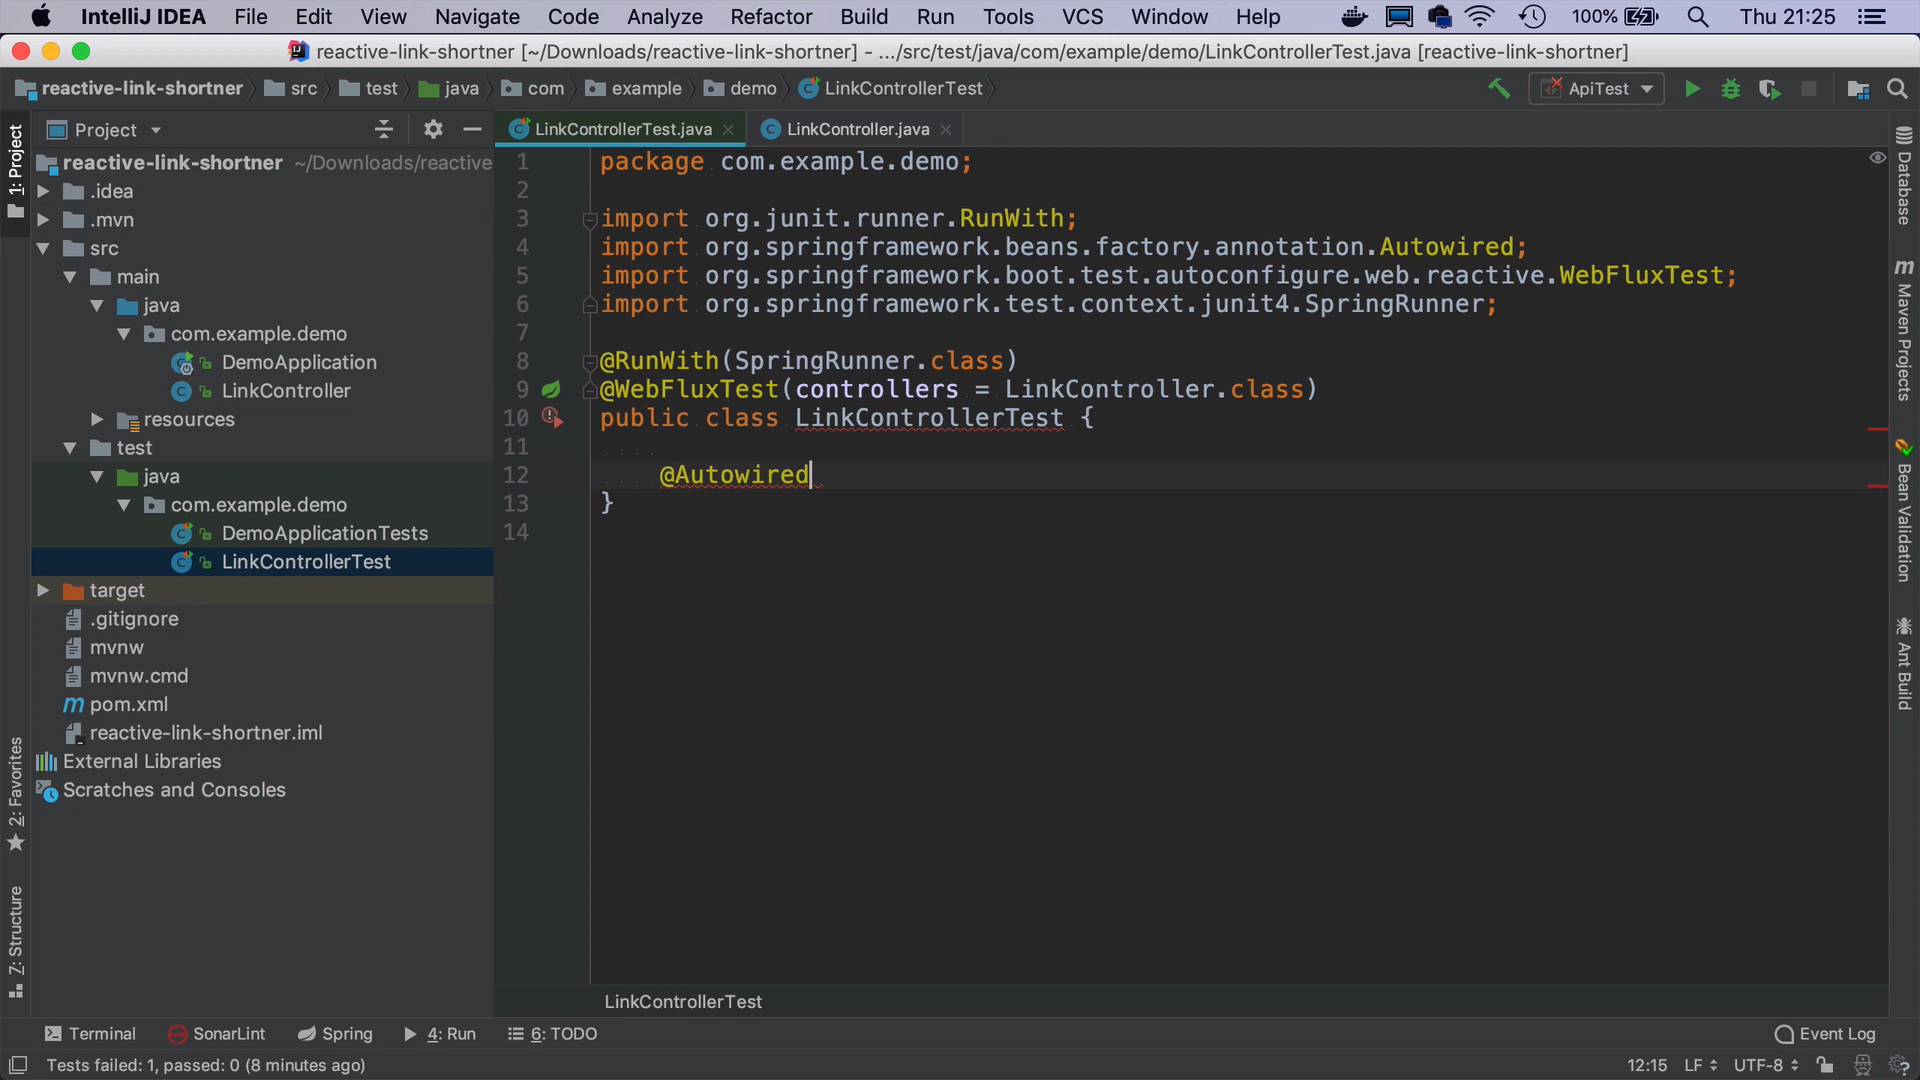 IntelliJ IDEA File Edit View Navigate Code Analyze Refactor Build Run Tools VCS Window Help 100% Thu 21:25
reactive-link-shortner [~/Downloads/reactive-link-shortner] - .../src/test/java/com/example/demo/LinkControllerTest.java [reactive-link-shortner]
reactive-link-shortner src test java com example demo LinkControllerTest ApiTest
1: Project
2: Favorites
Z: Structure
Project
reactive-link-shortner ~/Downloads/reactive
.idea
.mvn
src
main
java
com.example.demo
DemoApplication
LinkController
resources
test
java
com.example.demo
DemoApplicationTests
LinkControllerTest
target
.gitignore
mvnw
mvnw.cmd
pom.xml
reactive-link-shortner.iml
External Libraries
Scratches and Consoles
LinkControllerTest.java LinkController.java
1 package com.example.demo;
2
3 import org.junit.runner.RunWith;
4 import org.springframework.beans.factory.annotation.Autowired;
5 import org.springframework.boot.test.autoconfigure.web.reactive.WebFluxTest;
6 import org.springframework.test.context.junit4.SpringRunner;
7
8 @RunWith(SpringRunner.class)
9 @WebFluxTest(controllers = LinkController.class)
10 public class LinkControllerTest {
11
12 @Autowired
13 }
14
LinkControllerTest
Database
Maven Projects
Bean Validation
Ant Build
Terminal SonarLint Spring 4: Run 6: TODO Event Log
Tests failed: 1, passed: 0 (8 minutes ago) 12:15 LF UTF-8